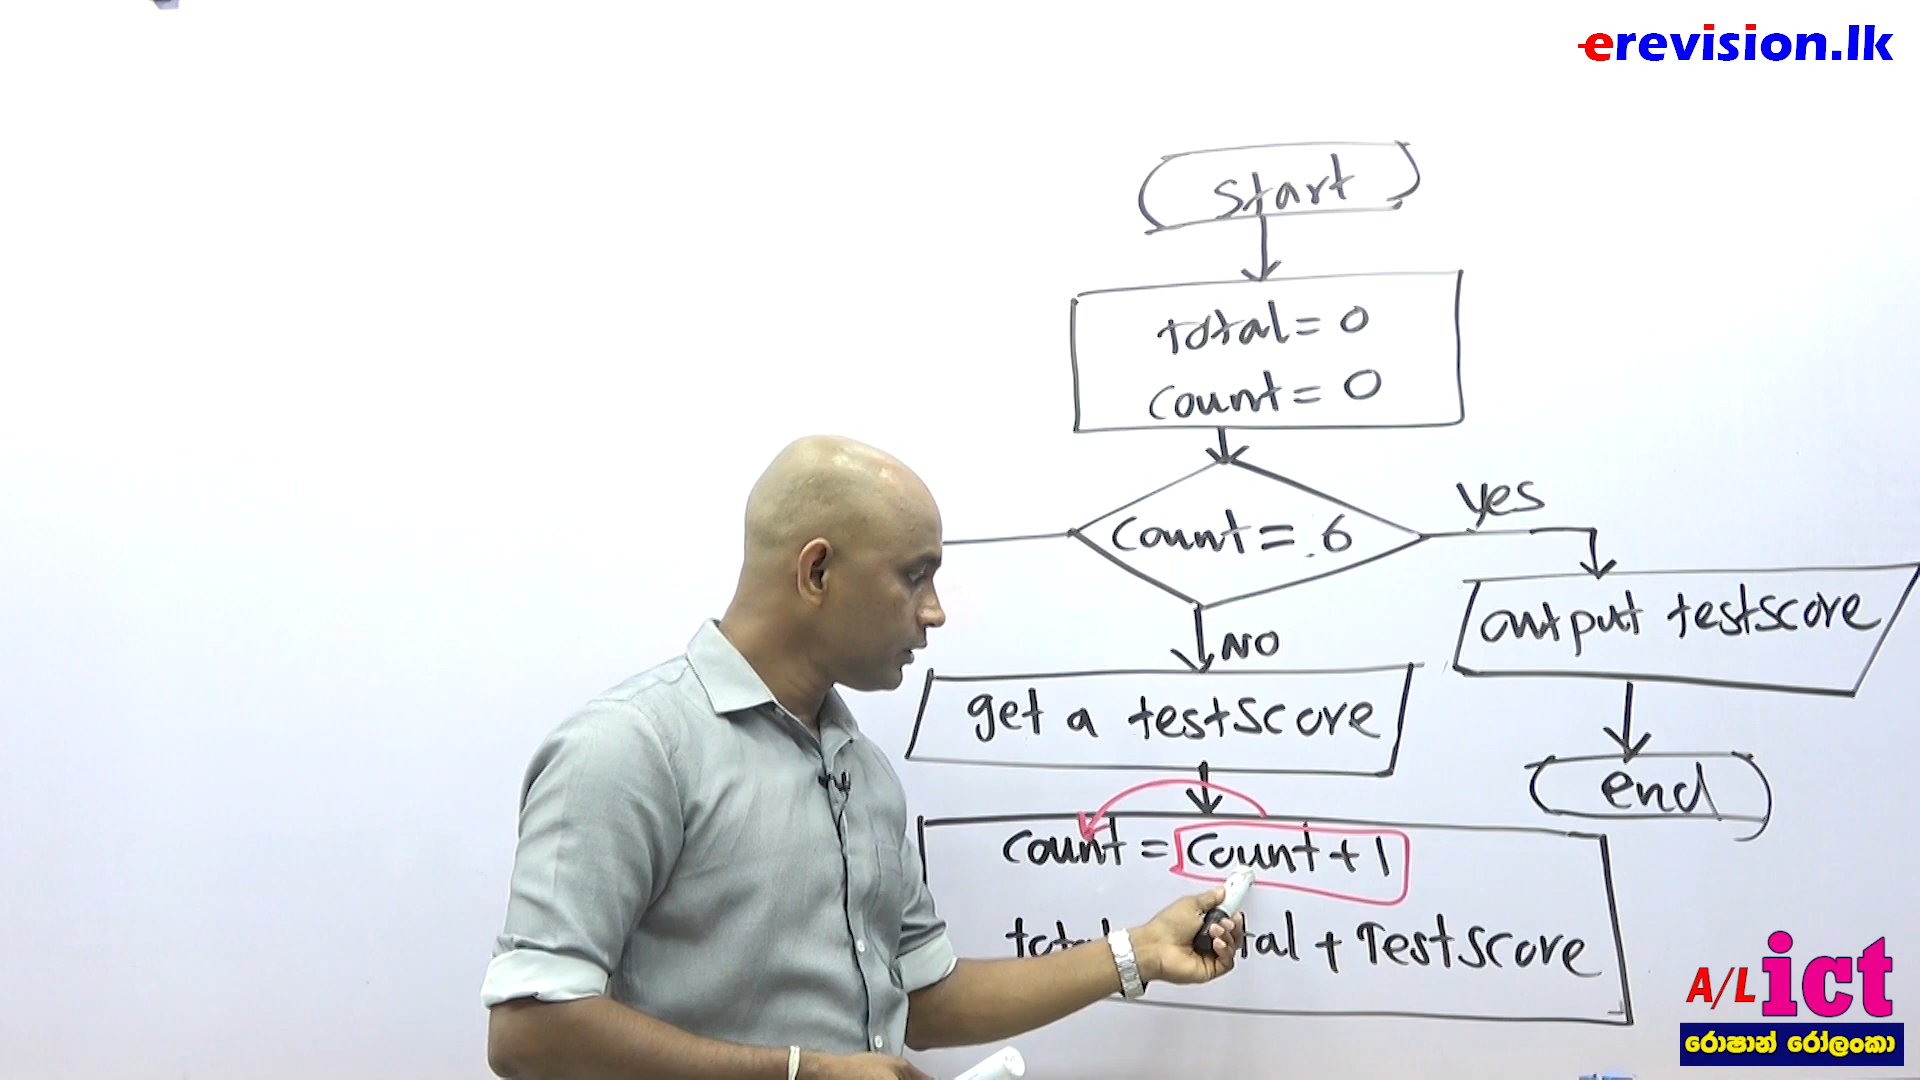 erevision.lk
start
total = 0
count = 0
count = 6
yes
NO
output testscore
get a testscore
end
count = count + 1
+ Testscore
A/L ict
රොෂාන් රෝලංකා